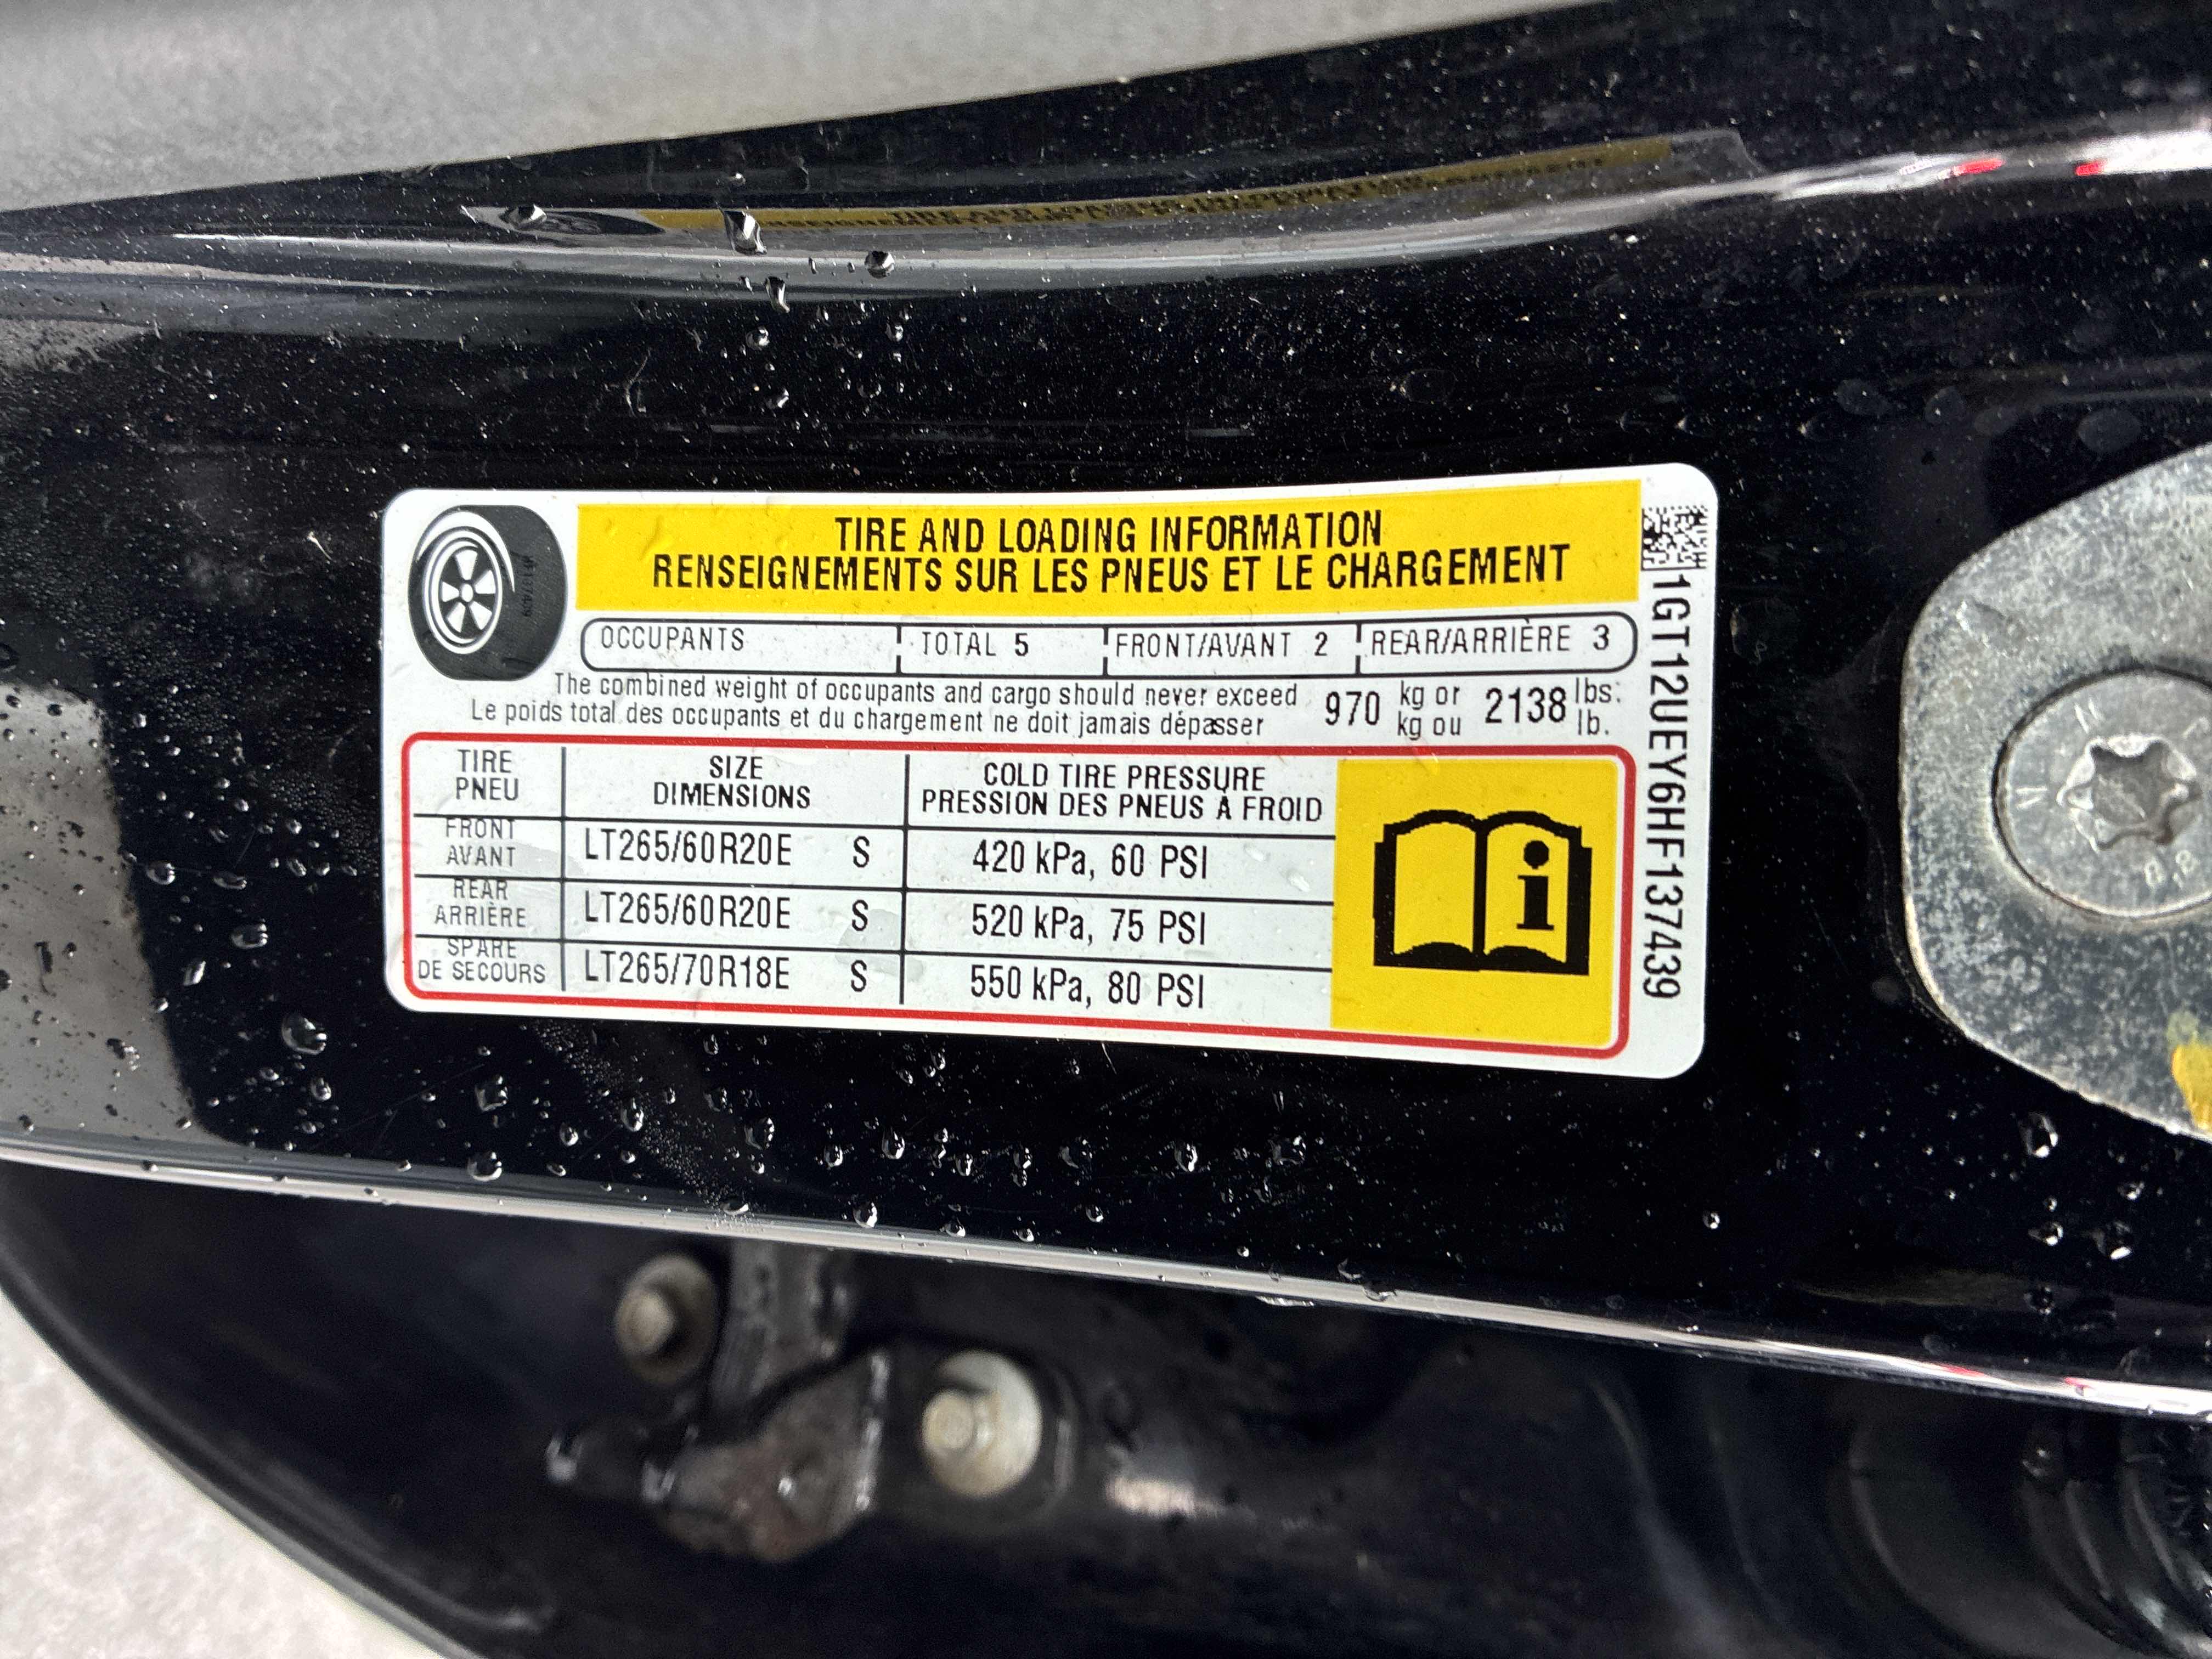 TIRE AND LOADING INFORMATION
RENSEIGNEMENTS SUR LES PNEUS ET LE CHARGEMENT
OCCUPANTS TOTAL 5 FRONT/AVANT 2 REAR/ARRIÈRE 3
The combined weight of occupants and cargo should never exceed 970 kg or 2138 lbs.
Le poids total des occupants et du chargement ne doit jamais dépasser kg ou lb.
TIRE SIZE COLD TIRE PRESSURE
PNEU DIMENSIONS PRESSION DES PNEUS À FROID
FRONT
AVANT LT265/60R20E S 420 kPa, 60 PSI
REAR
ARRIÈRE LT265/60R20E S 520 kPa, 75 PSI
SPARE
DE SECOURS LT265/70R18E S 550 kPa, 80 PSI
i
1GT12UEY6HF137439